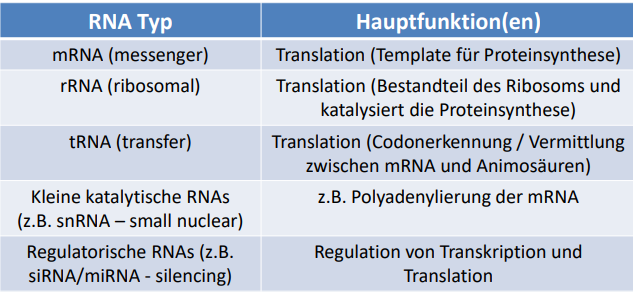 RNA Typ Hauptfunktion(en)
mRNA (messenger) Translation (Template für Proteinsynthese)
rRNA (ribosomal) Translation (Bestandteil des Ribosoms und
katalysiert die Proteinsynthese)
tRNA (transfer) Translation (Codonerkennung / Vermittlung
zwischen mRNA und Animosäuren)
Kleine katalytische RNAs z.B. Polyadenylierung der mRNA
(z.B. snRNA – small nuclear)
Regulatorische RNAs (z.B. Regulation von Transkription und
siRNA/miRNA - silencing) Translation